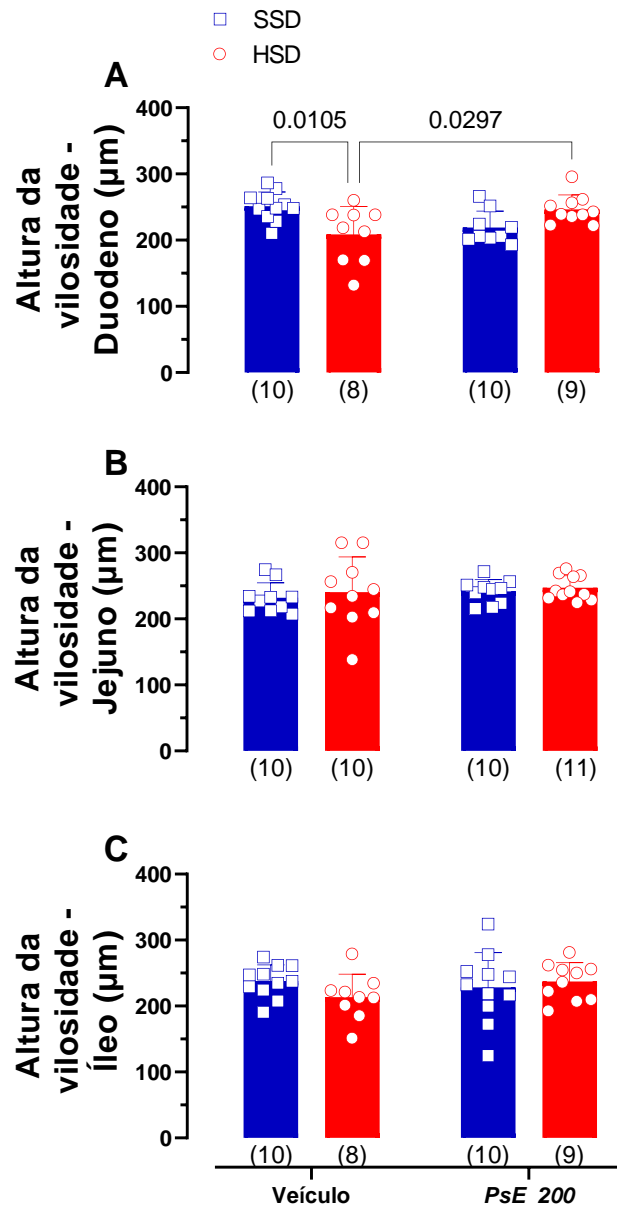 SSD
HSD
A
Altura da
vilosidade -
Duodeno (µm)
400
300
200
100
0
0.0105
0.0297
(10) (8) (10) (9)
B
Altura da
vilosidade -
Jejuno (µm)
400
300
200
100
0
(10) (10) (10) (11)
C
Altura da
vilosidade -
Íleo (µm)
400
300
200
100
0
(10) (8) (10) (9)
Veículo PsE 200